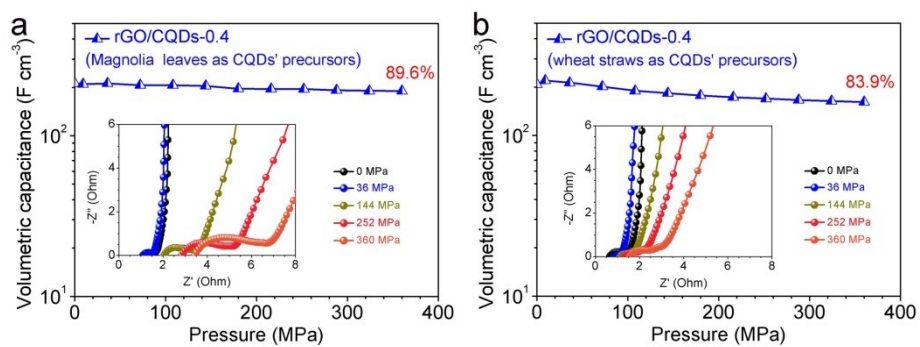 a
Volumetric capacitance (F cm⁻³)
10²
10¹
rGO/CQDs-0.4
(Magnolia leaves as CQDs' precursors)
89.6%
-Z'' (Ohm)
6
4
2
0
0 2 4 6 8
Z' (Ohm)
0 MPa
36 MPa
144 MPa
252 MPa
360 MPa
0 100 200 300 400
Pressure (MPa)
b
Volumetric capacitance (F cm⁻³)
10²
10¹
rGO/CQDs-0.4
(wheat straws as CQDs' precursors)
83.9%
-Z'' (Ohm)
6
4
2
0
0 2 4 6 8
Z' (Ohm)
0 MPa
36 MPa
144 MPa
252 MPa
360 MPa
0 100 200 300 400
Pressure (MPa)